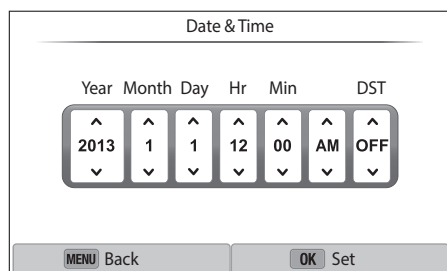 Date & Time
Year Month Day Hr Min DST
2013 1 1 12 00 AM OFF
MENU Back OK Set